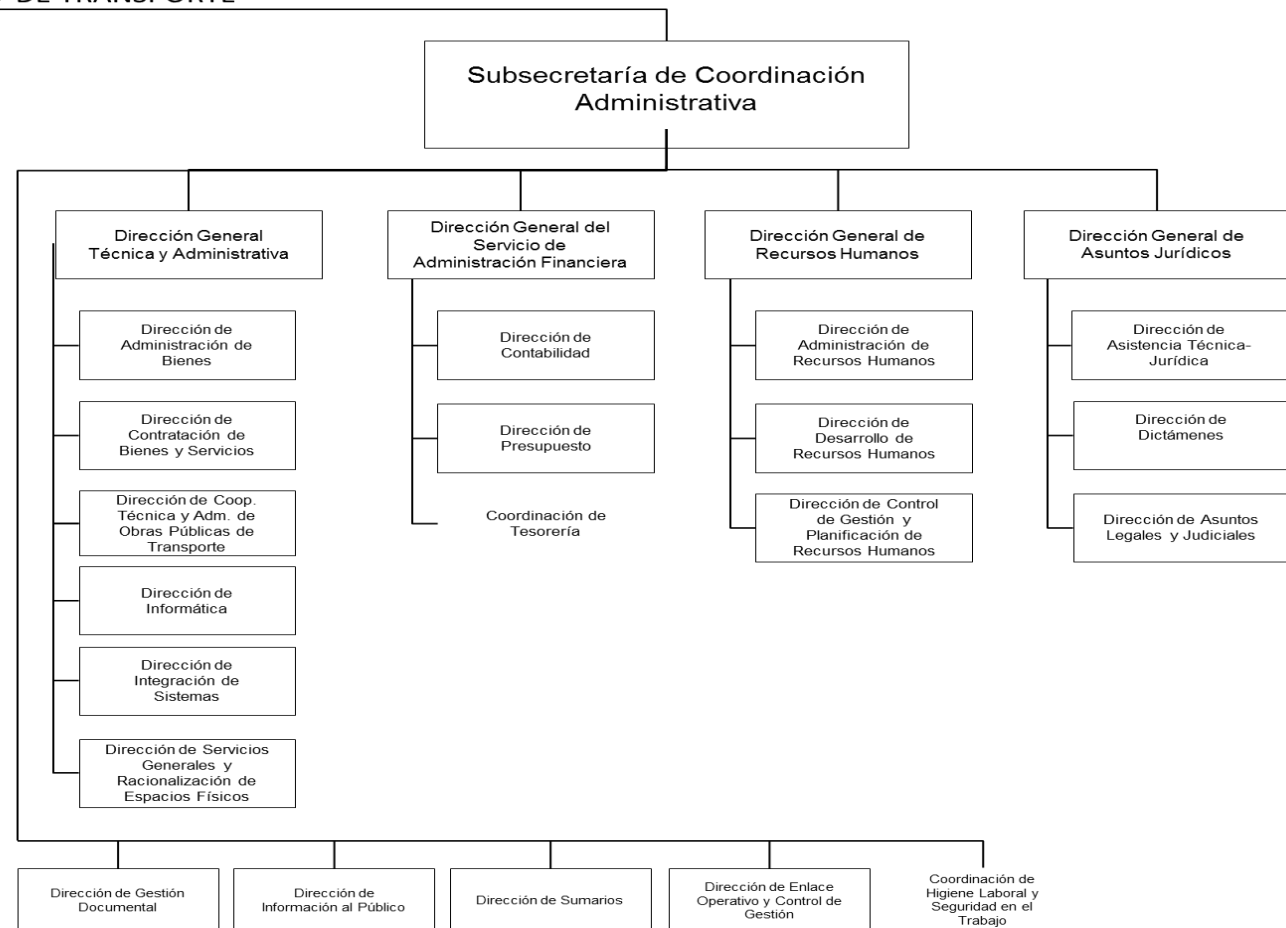 DE TRANSPORTE
Subsecretaría de Coordinación
Administrativa
Dirección General
Técnica y Administrativa
Dirección General del
Servicio de
Administración Financiera
Dirección General de
Recursos Humanos
Dirección General de
Asuntos Jurídicos
Dirección de
Administración de
Bienes
Dirección de
Contratación de
Bienes y Servicios
Dirección de Coop.
Técnica y Adm. de
Obras Públicas de
Transporte
Dirección de
Informática
Dirección de
Integración de
Sistemas
Dirección de Servicios
Generales y
Racionalización de
Espacios Físicos
Dirección de
Contabilidad
Dirección de
Presupuesto
Coordinación de
Tesorería
Dirección de
Administración de
Recursos Humanos
Dirección de
Desarrollo de
Recursos Humanos
Dirección de Control
de Gestión y
Planificación de
Recursos Humanos
Dirección de
Asistencia Técnica-
Jurídica
Dirección de
Dictámenes
Dirección de Asuntos
Legales y Judiciales
Dirección de Gestión
Documental
Dirección de
Información al Público
Dirección de Sumarios
Dirección de Enlace
Operativo y Control de
Gestión
Coordinación de
Higiene Laboral y
Seguridad en el
Trabajo